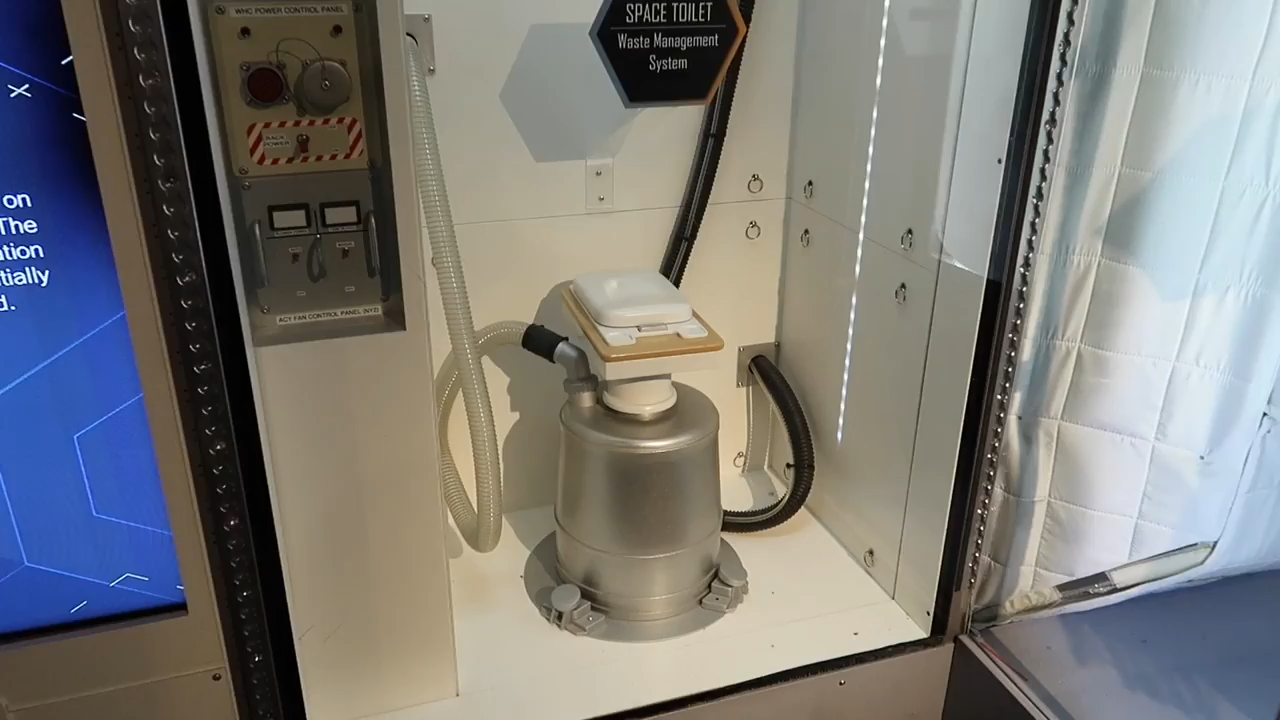 on
The
ation
tially
d.
WHC POWER CONTROL PANEL
RACK
POWER
ACY FAN CONTROL PANEL (NYZ)
SPACE TOILET
Waste Management
System